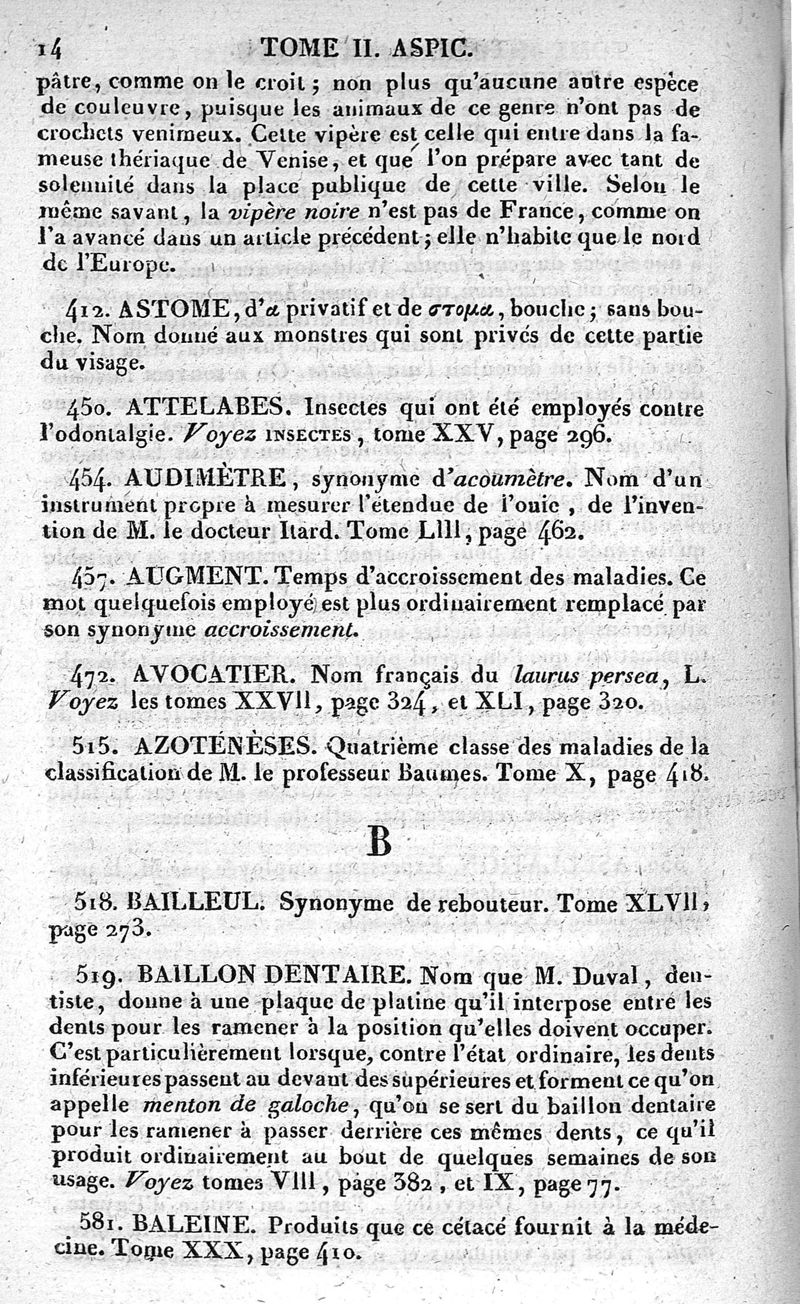 14 TOME II. ASPIC.
pâtre, comme on le croit ; non plus qu'aucune autre espèce
de couleuvre, puisque les animaux de ce genre n'ont pas de
crochets venimeux. Cette vipère est celle qui entre dans la fa-
meuse thériaque de Venise, et que l'on prépare avec tant de
solennité dans la place publique de cette ville. Selon le
même savant, la vipère noire n'est pas de France, comme on
l'a avancé dans un article précédent ; elle n'habite que le nord
de l'Europe.
412. ASTOME, d'α privatif et de στομα, bouche ; sans bou-
che. Nom donné aux monstres qui sont privés de cette partie
du visage.
450. ATTELABES. Insectes qui ont été employés contre
l'odontalgie. Voyez INSECTES, tome XXV, page 296.
454. AUDIMÈTRE, synonyme d'acoumètre. Nom d'un
instrument propre à mesurer l'étendue de l'ouie, de l'inven-
tion de M. le docteur Itard. Tome LIII, page 462.
457. AUGMENT. Temps d'accroissement des maladies. Ce
mot quelquefois employé est plus ordinairement remplacé par
son synonyme accroissement.
472. AVOCATIER. Nom français du laurus persea, L.
Voyez les tomes XXVII, page 324, et XLI, page 320.
515. AZOTÉNÈSES. Quatrième classe des maladies de la
classification de M. le professeur Baumes. Tome X, page 418.
B
518. BAILLEUL. Synonyme de rebouteur. Tome XLVII,
page 273.
519. BAILLON DENTAIRE. Nom que M. Duval, den-
tiste, donne à une plaque de platine qu'il interpose entre les
dents pour les ramener à la position qu'elles doivent occuper.
C'est particulièrement lorsque, contre l'état ordinaire, les dents
inférieures passent au devant des supérieures et forment ce qu'on
appelle menton de galoche, qu'on se sert du baillon dentaire
pour les ramener à passer derrière ces mêmes dents, ce qu'il
produit ordinairement au bout de quelques semaines de son
usage. Voyez tomes VIII, page 382, et IX, page 77.
581. BALEINE. Produits que ce cétacé fournit à la méde-
cine. Tome XXX, page 410.